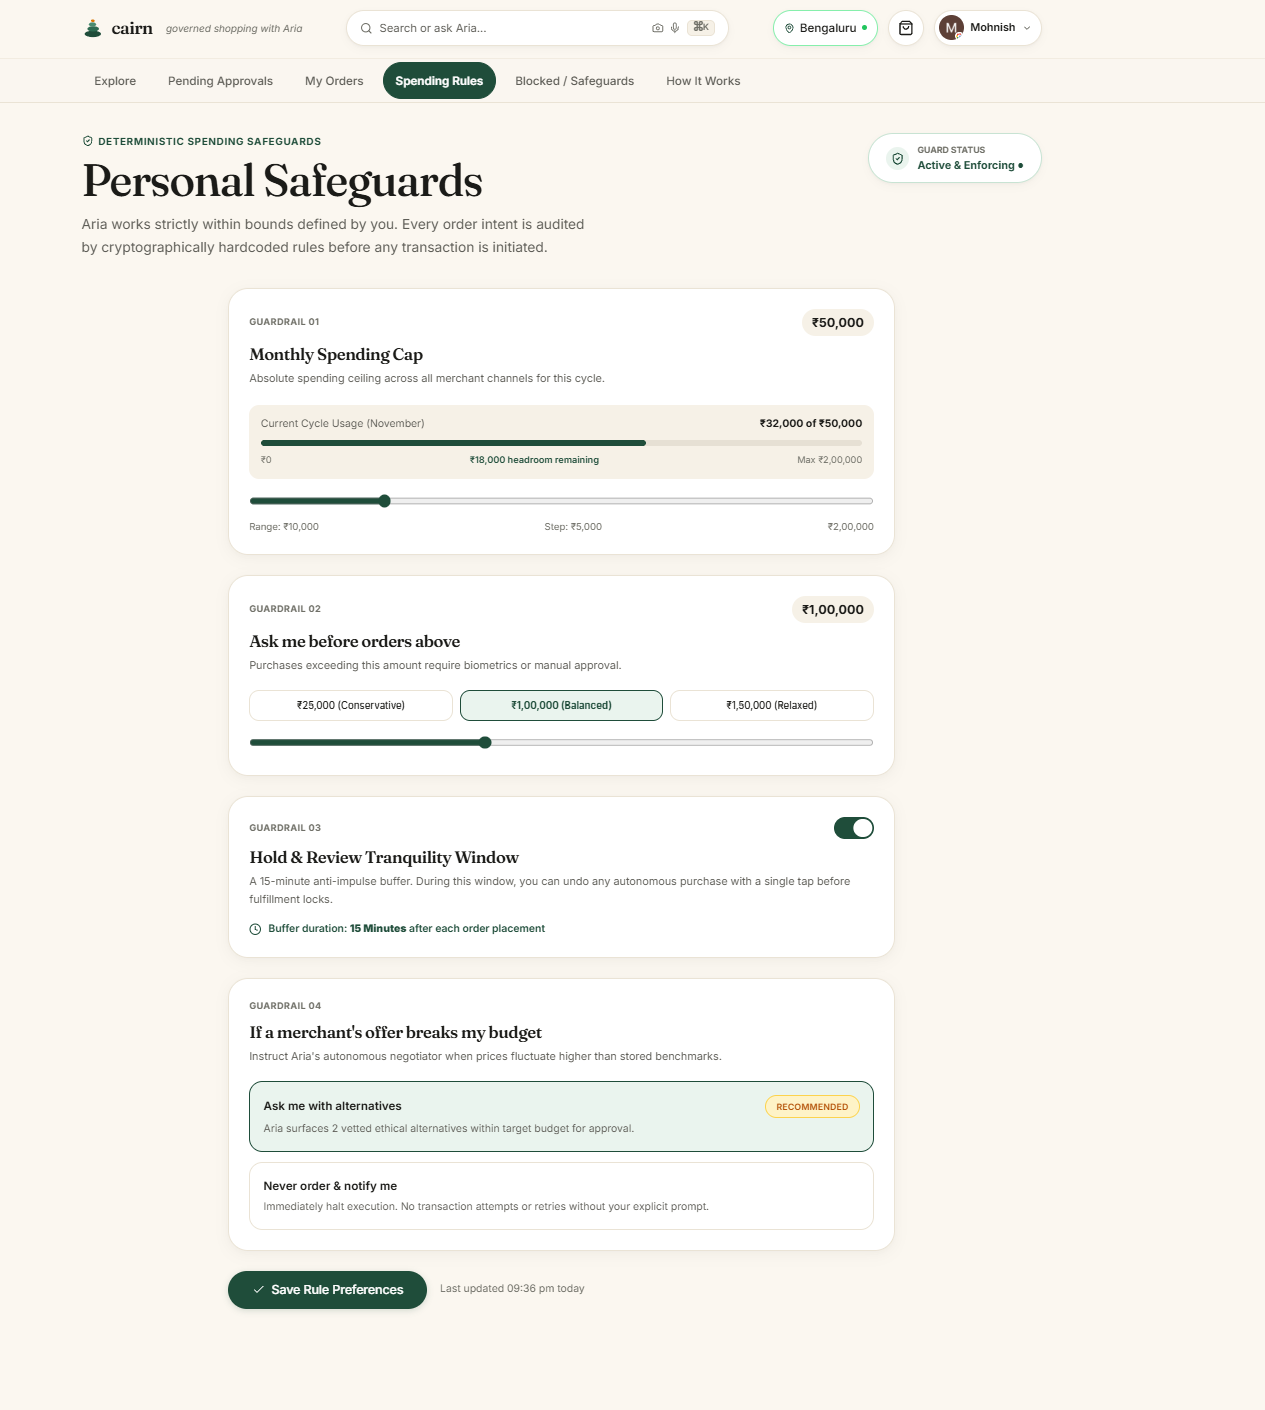 cairn governed shopping with Aria
Search or ask Aria...
⌘K
Bengaluru
M
Mohnish
Explore
Pending Approvals
My Orders
Spending Rules
Blocked / Safeguards
How It Works
DETERMINISTIC SPENDING SAFEGUARDS
Personal Safeguards
Aria works strictly within bounds defined by you. Every order intent is audited
by cryptographically hardcoded rules before any transaction is initiated.
GUARD STATUS
Active & Enforcing •
GUARDRAIL 01
₹50,000
Monthly Spending Cap
Absolute spending ceiling across all merchant channels for this cycle.
Current Cycle Usage (November)
₹32,000 of ₹50,000
₹0
₹18,000 headroom remaining
Max ₹2,00,000
Range: ₹10,000
Step: ₹5,000
₹2,00,000
GUARDRAIL 02
₹1,00,000
Ask me before orders above
Purchases exceeding this amount require biometrics or manual approval.
₹25,000 (Conservative)
₹1,00,000 (Balanced)
₹1,50,000 (Relaxed)
GUARDRAIL 03
Hold & Review Tranquility Window
A 15-minute anti-impulse buffer. During this window, you can undo any autonomous purchase with a single tap before
fulfillment locks.
Buffer duration: 15 Minutes after each order placement
GUARDRAIL 04
If a merchant's offer breaks my budget
Instruct Aria's autonomous negotiator when prices fluctuate higher than stored benchmarks.
Ask me with alternatives
RECOMMENDED
Aria surfaces 2 vetted ethical alternatives within target budget for approval.
Never order & notify me
Immediately halt execution. No transaction attempts or retries without your explicit prompt.
Save Rule Preferences
Last updated 09:36 pm today